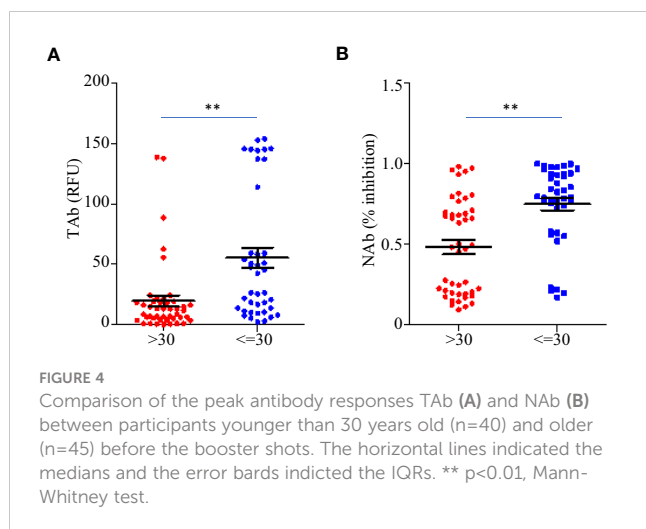 A
B
200
150
100
50
0
TAb (RFU)
**
>30
<=30
1.5
1.0
0.5
0
NAb (% inhibition)
**
>30
<=30
FIGURE 4
Comparison of the peak antibody responses TAb (A) and NAb (B)
between participants younger than 30 years old (n=40) and older
(n=45) before the booster shots. The horizontal lines indicated the
medians and the error bards indicted the IQRs. ** p<0.01, Mann-
Whitney test.